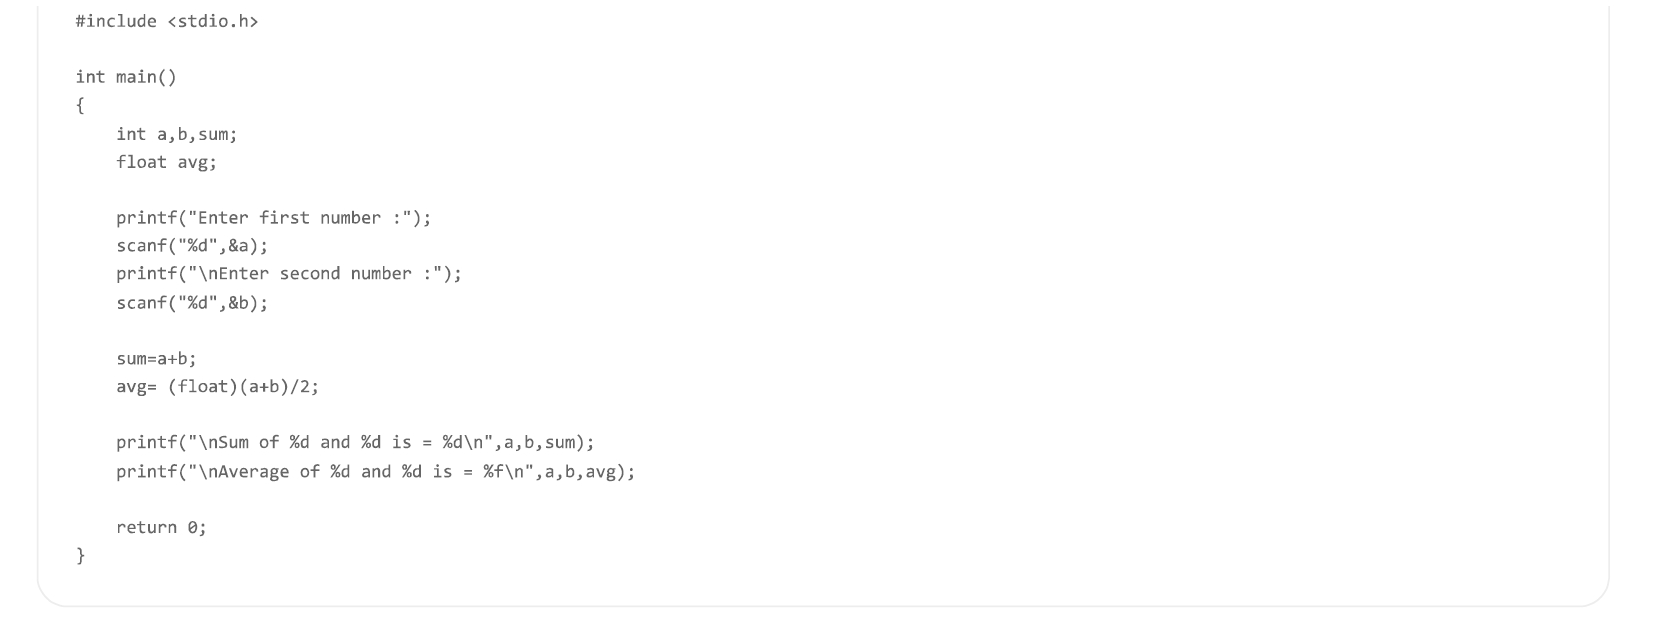 #include <stdio.h>
int main()
{
    int a,b,sum;
    float avg;
    printf("Enter first number :");
    scanf("%d",&a);
    printf("\nEnter second number :");
    scanf("%d",&b);
    sum=a+b;
    avg= (float)(a+b)/2;
    printf("\nSum of %d and %d is = %d\n",a,b,sum);
    printf("\nAverage of %d and %d is = %f\n",a,b,avg);
    return 0;
}